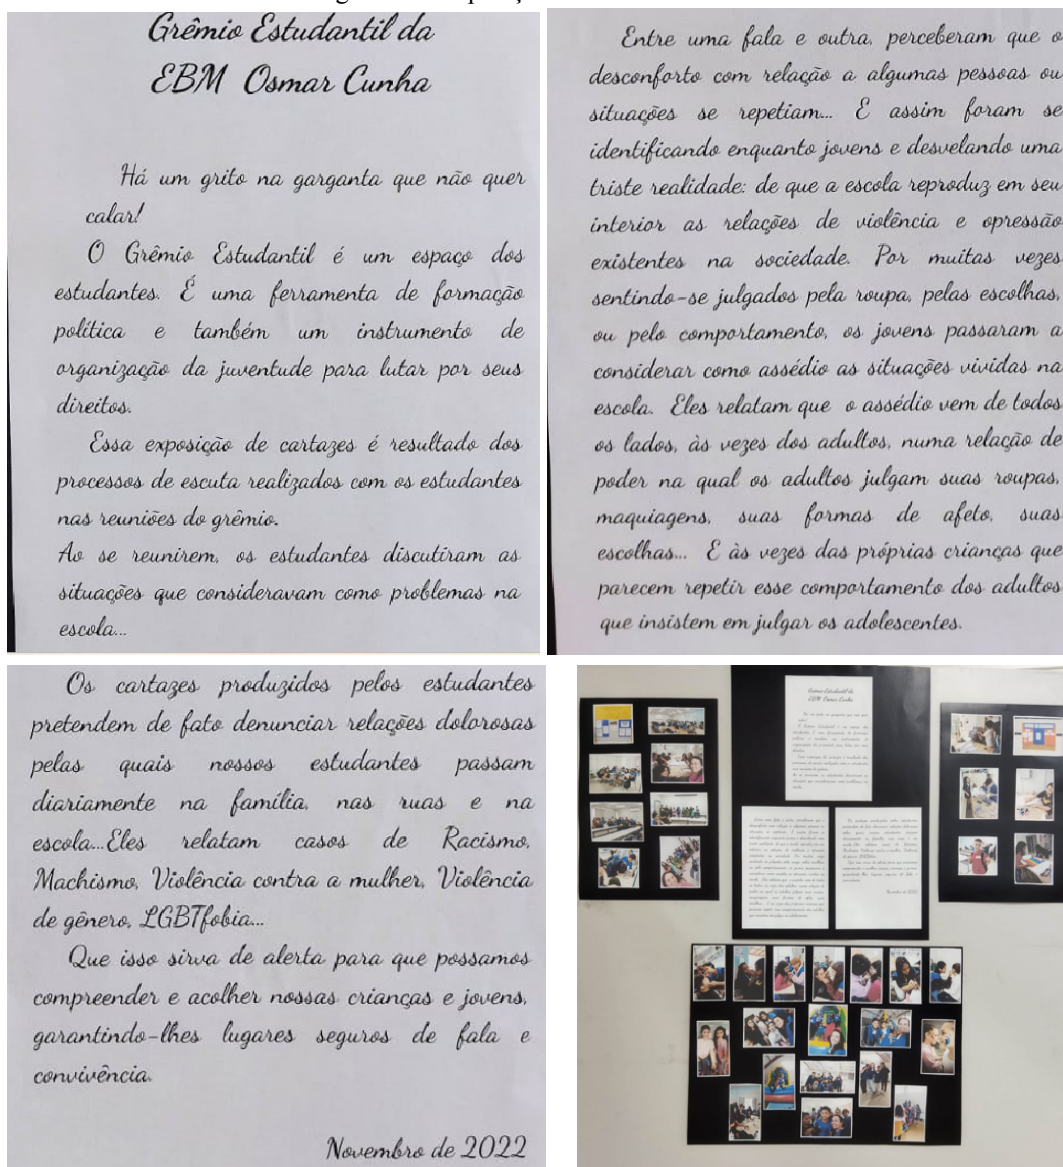 Grêmio Estudantil da
EBM Osmar Cunha
Há um grito na garganta que não quer
calar!
O Grêmio Estudantil é um espaço dos
estudantes. É uma ferramenta de formação
política e também um instrumento de
organização da juventude para lutar por seus
direitos.
Essa exposição de cartazes é resultado dos
processos de escuta realizados com os estudantes
nas reuniões do grêmio.
Ao se reunirem, os estudantes discutiram as
situações que consideravam como problemas na
escola...
Entre uma fala e outra, perceberam que o
desconforto com relação a algumas pessoas ou
situações se repetiam... E assim foram se
identificando enquanto jovens e desvelando uma
triste realidade: de que a escola reproduz em seu
interior as relações de violência e opressão
existentes na sociedade. Por muitas vezes
sentindo-se julgados pela roupa, pelas escolhas,
ou pelo comportamento, os jovens passaram a
considerar como assédio as situações vividas na
escola. Eles relatam que o assédio vem de todos
os lados, às vezes dos adultos, numa relação de
poder na qual os adultos julgam suas roupas,
maquiagens, suas formas de afeto, suas
escolhas... E às vezes das próprias crianças que
parecem repetir esse comportamento dos adultos
que insistem em julgar os adolescentes.
Os cartazes produzidos pelos estudantes
pretendem de fato denunciar relações dolorosas
pelas quais nossos estudantes passam
diariamente na família, nas ruas e na
escola...Eles relatam casos de Racismo,
Machismo, Violência contra a mulher, Violência
de gênero, LGBTfobia...
Que isso sirva de alerta para que possamos
compreender e acolher nossas crianças e jovens,
garantindo-lhes lugares seguros de fala e
convivência.
Novembro de 2022
Grêmio Estudantil da
EBM Osmar Cunha